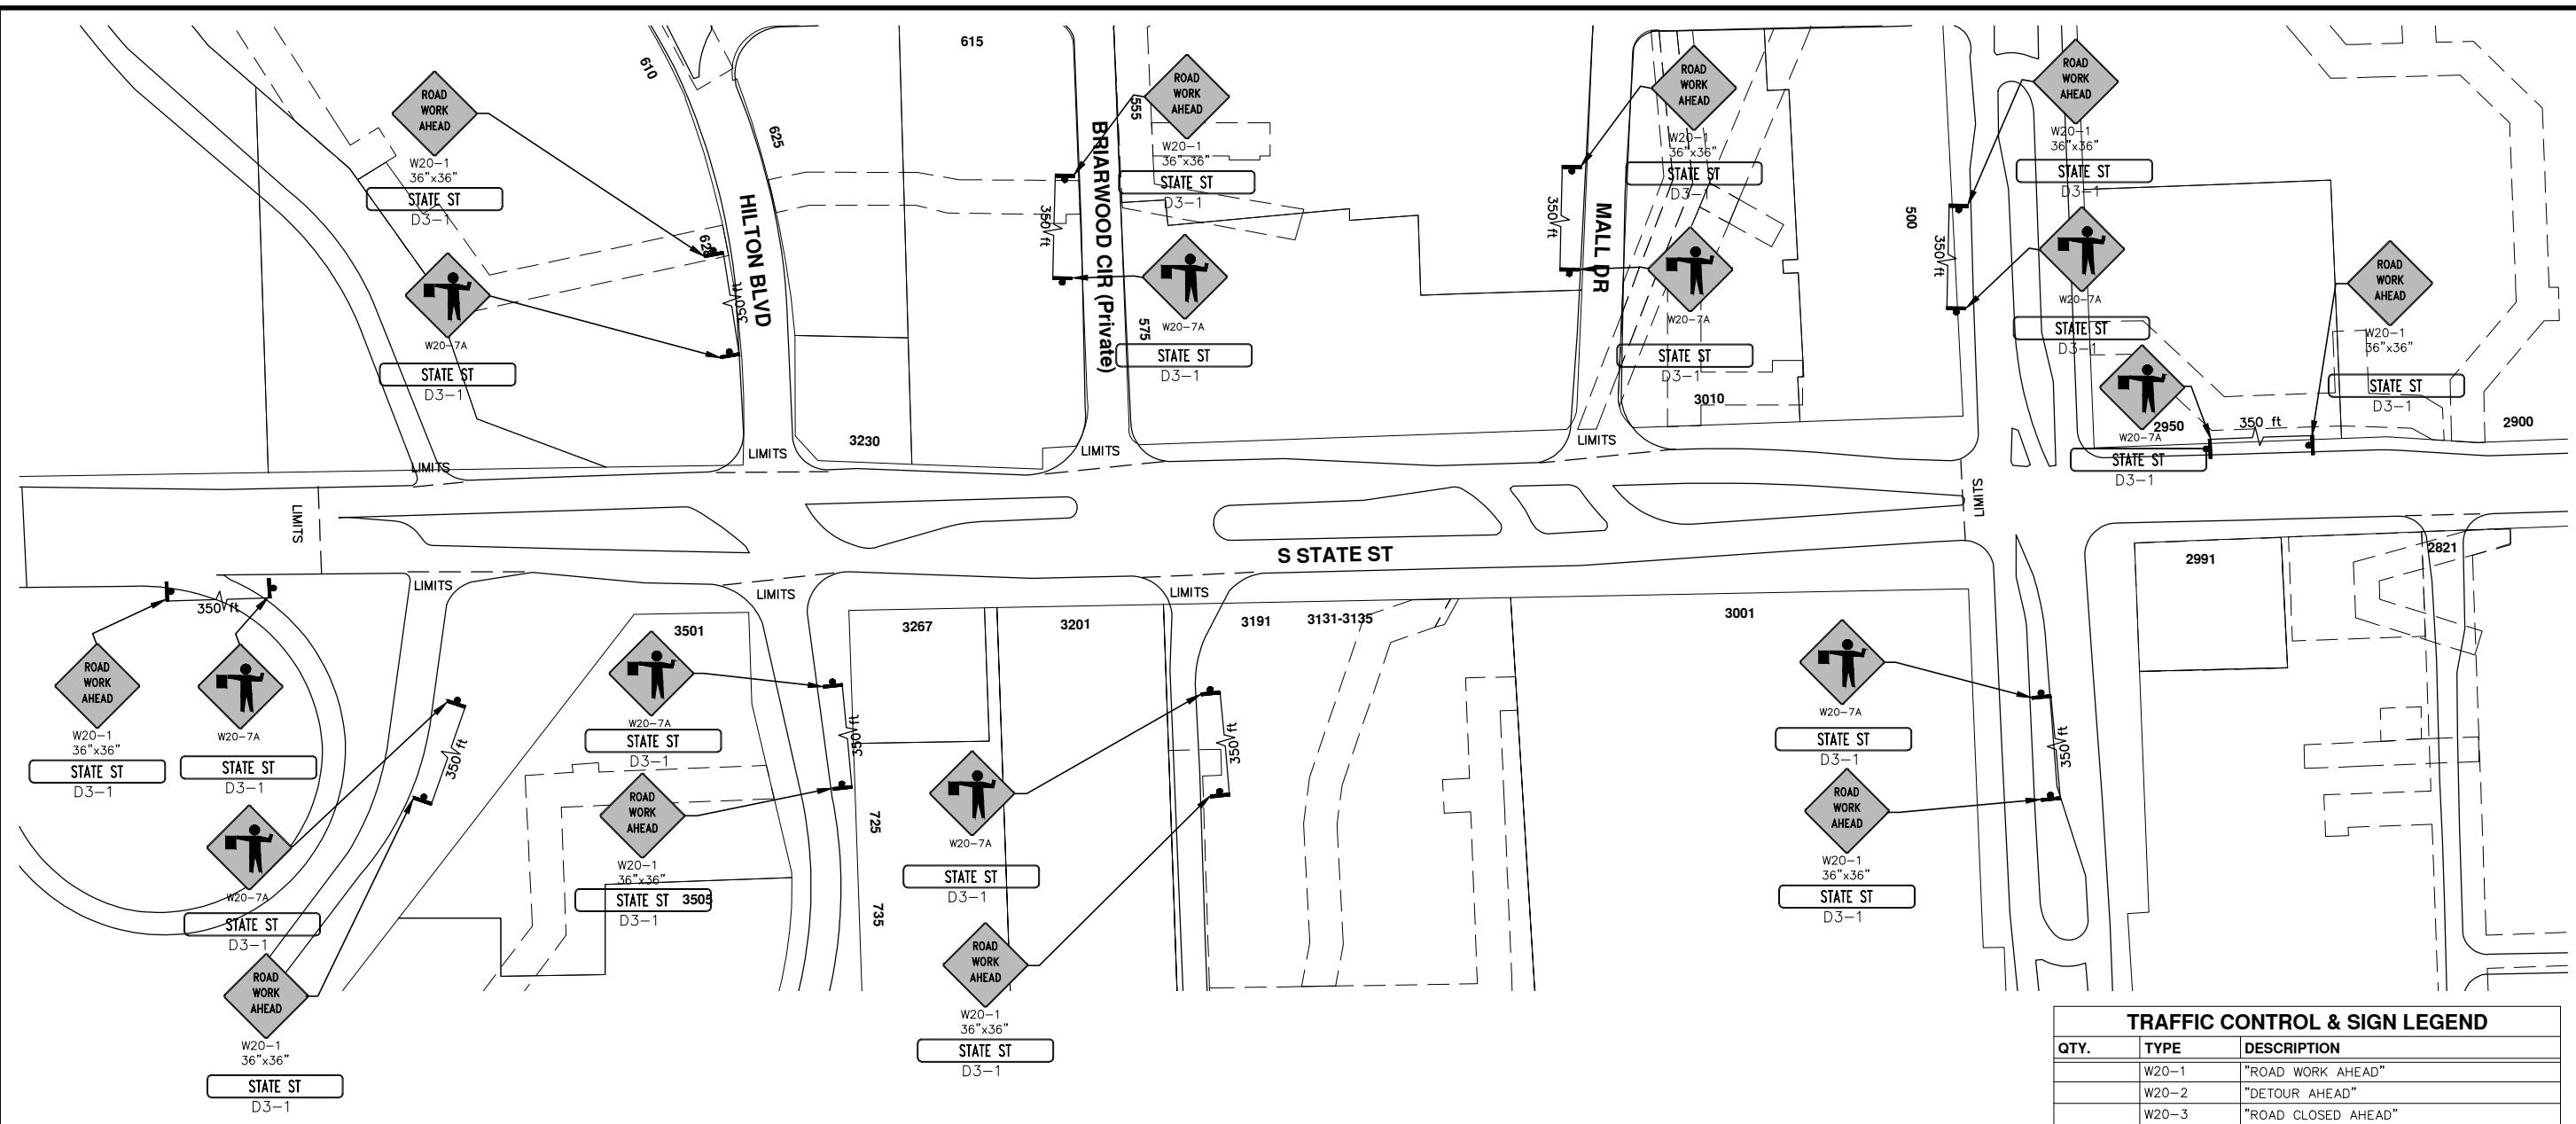 615
610
ROAD
WORK
AHEAD
W20-1
36"x36"
STATE ST
D3-1
625
628
HILTON BLVD
350 ft
W20-7A
STATE ST
D3-1
ROAD
WORK
AHEAD
W20-1
36"x36"
STATE ST
D3-1
555
BRIARWOOD CIR (Private)
350 ft
575
W20-7A
STATE ST
D3-1
ROAD
WORK
AHEAD
W20-1
36"x36"
STATE ST
D3-1
350 ft
MALL DR
W20-7A
STATE ST
D3-1
3010
ROAD
WORK
AHEAD
W20-1
36"x36"
STATE ST
D3-1
500
350 ft
W20-7A
STATE ST
D3-1
ROAD
WORK
AHEAD
W20-1
36"x36"
STATE ST
D3-1
350 ft
2950
2900
W20-7A
STATE ST
D3-1
3230
LIMITS
LIMITS
LIMITS
LIMITS
LIMITS
LIMITS
S STATE ST
LIMITS
LIMITS
LIMITS
2991
2821
350 ft
ROAD
WORK
AHEAD
W20-1
36"x36"
STATE ST
D3-1
W20-7A
STATE ST
D3-1
350 ft
W20-7A
STATE ST
D3-1
ROAD
WORK
AHEAD
W20-1
36"x36"
STATE ST
D3-1
3501
W20-7A
STATE ST
D3-1
350 ft
ROAD
WORK
AHEAD
W20-1
36"x36"
STATE ST 3505
D3-1
725
735
3267
3201
3191
3131-3135
3001
W20-7A
STATE ST
D3-1
350 ft
ROAD
WORK
AHEAD
W20-1
36"x36"
STATE ST
D3-1
W20-7A
STATE ST
D3-1
350 ft
ROAD
WORK
AHEAD
W20-1
36"x36"
STATE ST
D3-1
TRAFFIC CONTROL & SIGN LEGEND
QTY. TYPE DESCRIPTION
W20-1 "ROAD WORK AHEAD"
W20-2 "DETOUR AHEAD"
W20-3 "ROAD CLOSED AHEAD"